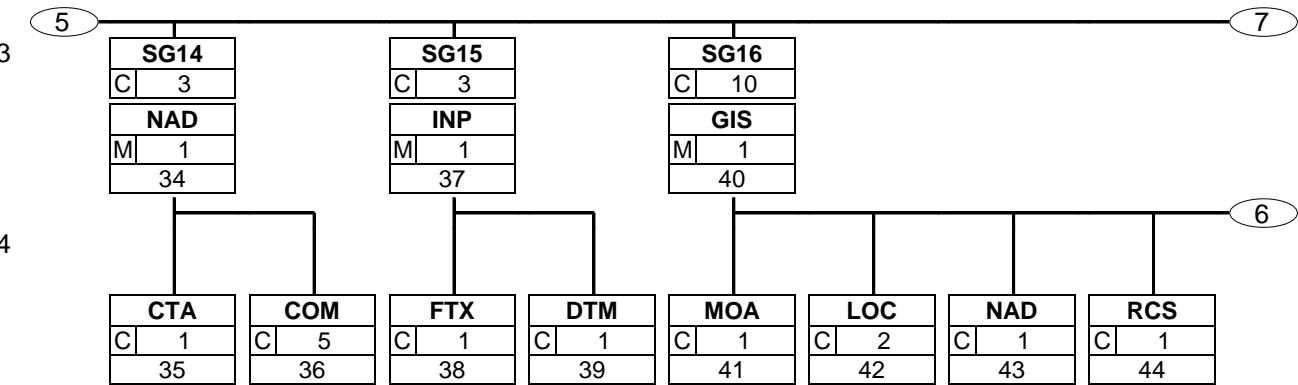 5 7
3 SG14 SG15 SG16
C 3 C 3 C 10
NAD INP GIS
M 1 M 1 M 1
34 37 40
6
4
CTA COM FTX DTM MOA LOC NAD RCS
C 1 C 5 C 1 C 1 C 1 C 2 C 1 C 1
35 36 38 39 41 42 43 44